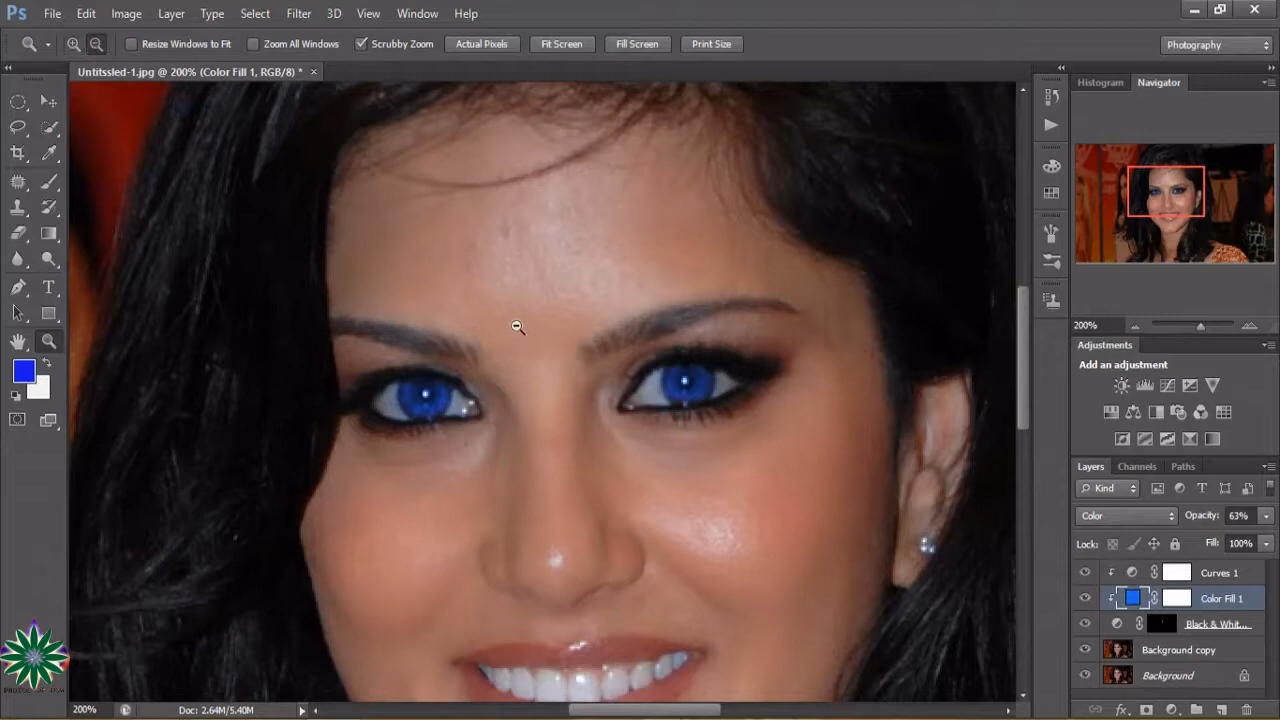 Ps File Edit Image Layer Type Select Filter 3D View Window Help
Resize Windows to Fit Zoom All Windows Scrubby Zoom Actual Pixels Fit Screen Fill Screen Print Size Photography
Untitssled-1.jpg @ 200% (Color Fill 1, RGB/8) * ×
Histogram Navigator
200%
Adjustments
Add an adjustment
Layers Channels Paths
Kind
Color Opacity: 63%
Lock: Fill: 100%
Curves 1
Color Fill 1
Black & Whit...
Background copy
Background
200% Doc: 2.64M/5.40M